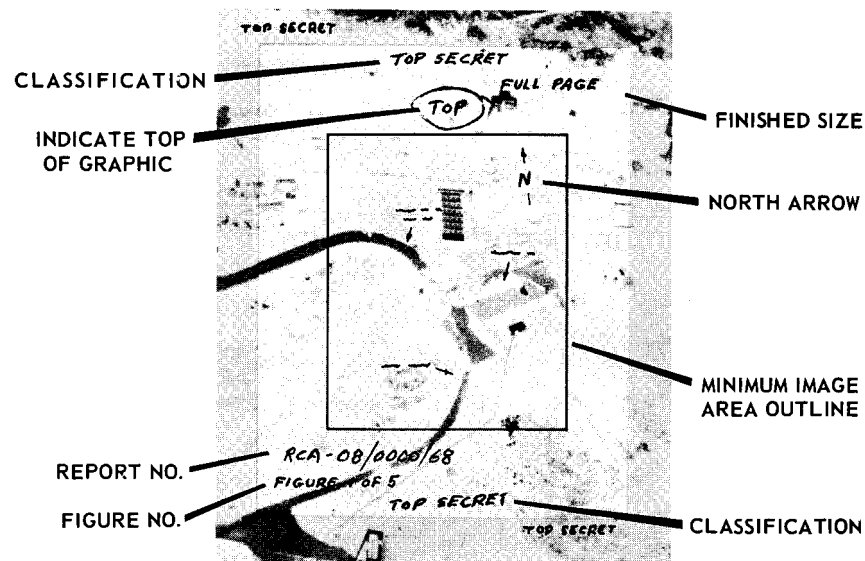 TOP SECRET
TOP SECRET
CLASSIFICATION
FULL PAGE
TOP
FINISHED SIZE
INDICATE TOP
OF GRAPHIC
N
NORTH ARROW
MINIMUM IMAGE
AREA OUTLINE
RCA-08/0000/68
REPORT NO.
FIGURE 1 OF 5
FIGURE NO.
TOP SECRET
CLASSIFICATION
TOP SECRET